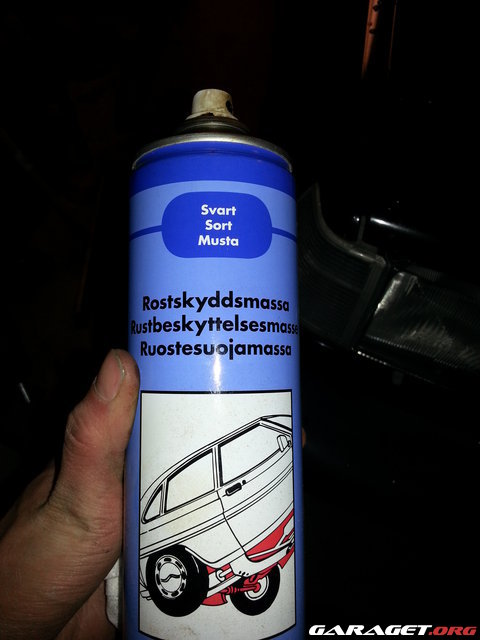 Svart
Sort
Musta
Rostskyddsmassa
Rustbeskyttelsesmasse
Ruostesuojamassa
GARAGET.ORG